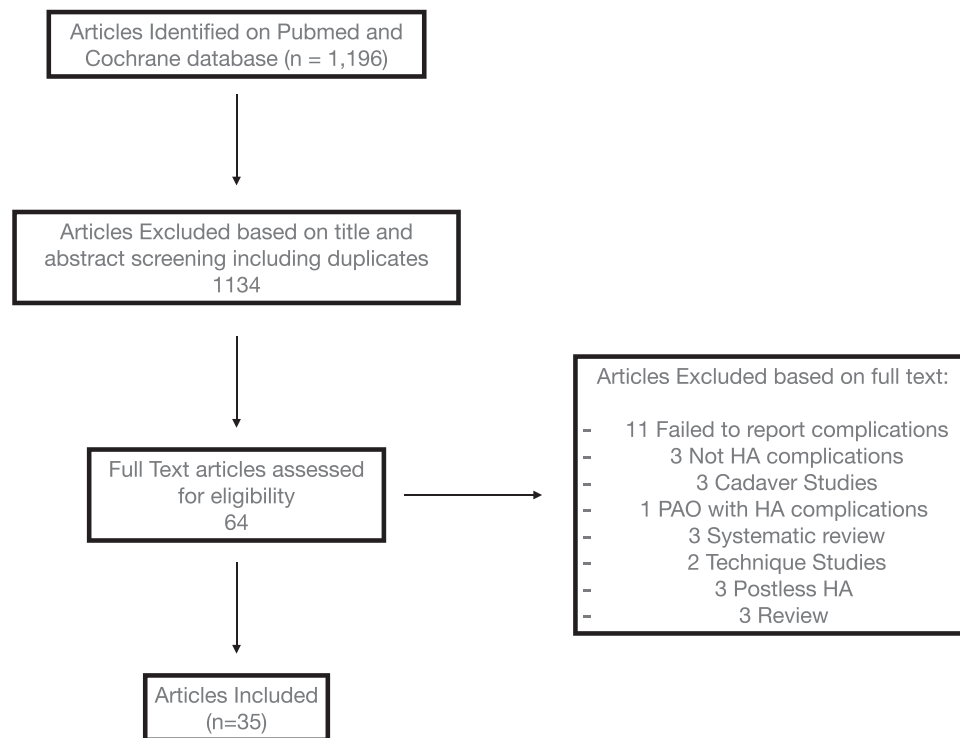 Articles Identified on Pubmed and
Cochrane database (n = 1,196)
Articles Excluded based on title and
abstract screening including duplicates
1134
Full Text articles assessed
for eligibility
64
Articles Excluded based on full text:
- 11 Failed to report complications
- 3 Not HA complications
- 3 Cadaver Studies
- 1 PAO with HA complications
- 3 Systematic review
- 2 Technique Studies
- 3 Postless HA
- 3 Review
Articles Included
(n=35)